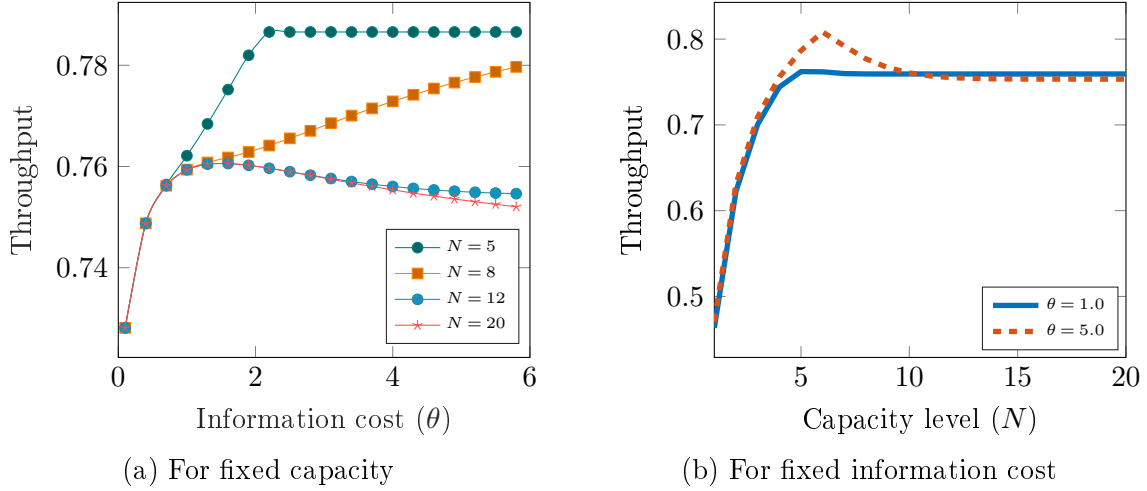 0.78
0.76
0.74
Throughput
N = 5
N = 8
N = 12
N = 20
0 2 4 6
Information cost (θ)
(a) For fixed capacity
0.8
0.7
0.6
0.5
Throughput
θ = 1.0
θ = 5.0
5 10 15 20
Capacity level (N)
(b) For fixed information cost